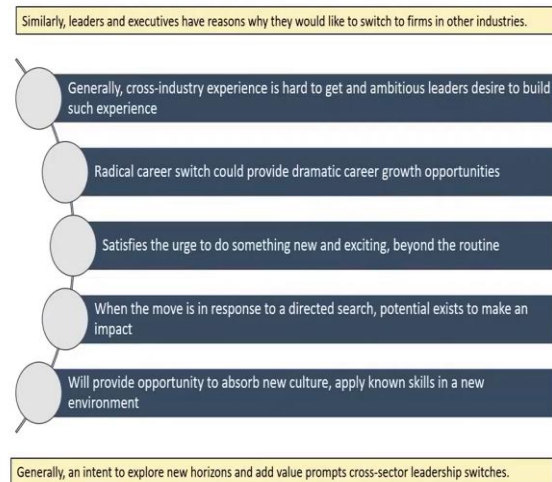 Similarly, leaders and executives have reasons why they would like to switch to firms in other industries.
Generally, cross-industry experience is hard to get and ambitious leaders desire to build
such experience
Radical career switch could provide dramatic career growth opportunities
Satisfies the urge to do something new and exciting, beyond the routine
When the move is in response to a directed search, potential exists to make an
impact
Will provide opportunity to absorb new culture, apply known skills in a new
environment
Generally, an intent to explore new horizons and add value prompts cross-sector leadership switches.